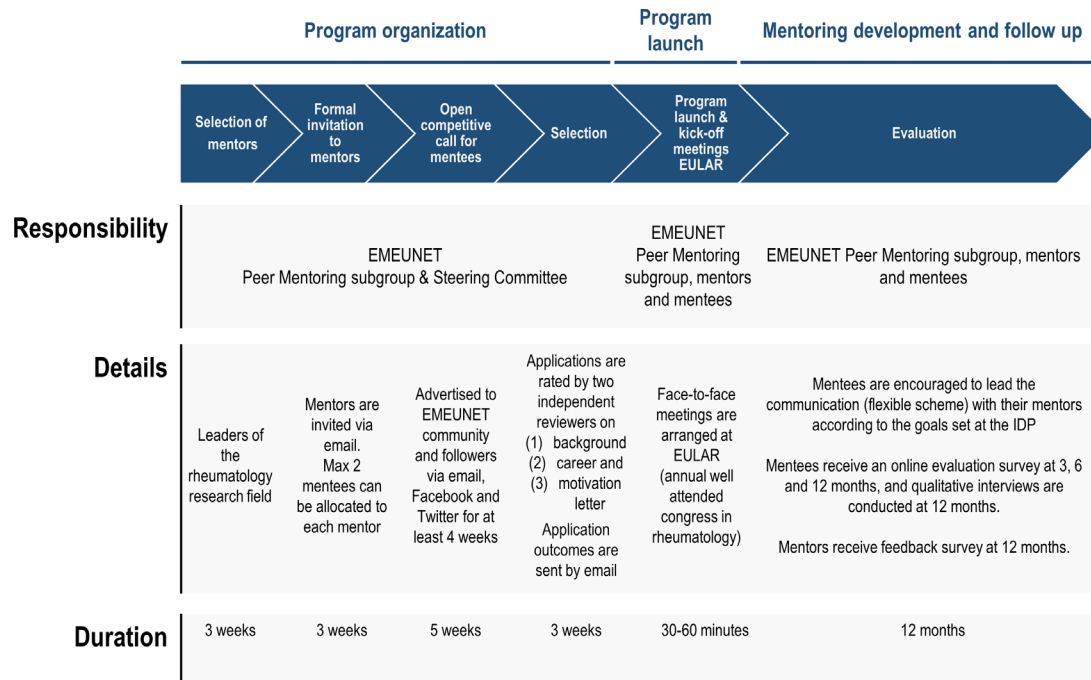 Program organization
Program
launch
Mentoring development and follow up
Selection of
mentors
Formal
invitation
to
mentors
Open
competitive
call for
mentees
Selection
Program
launch &
kick-off
meetings
EULAR
Evaluation
Responsibility
EMEUNET
Peer Mentoring subgroup & Steering Committee
EMEUNET
Peer Mentoring
subgroup, mentors
and mentees
EMEUNET Peer Mentoring subgroup, mentors
and mentees
Details
Leaders of
the
rheumatology
research field
Mentors are
invited via
email.
Max 2
mentees can
be allocated to
each mentor
Advertised to
EMEUNET
community
and followers
via email,
Facebook and
Twitter for at
least 4 weeks
Applications are
rated by two
independent
reviewers on
(1) background
(2) career and
(3) motivation
letter
Application
outcomes are
sent by email
Face-to-face
meetings are
arranged at
EULAR
(annual well
attended
congress in
rheumatology)
Mentees are encouraged to lead the
communication (flexible scheme) with their mentors
according to the goals set at the IDP
Mentees receive an online evaluation survey at 3, 6
and 12 months, and qualitative interviews are
conducted at 12 months.
Mentors receive feedback survey at 12 months.
Duration
3 weeks
3 weeks
5 weeks
3 weeks
30-60 minutes
12 months